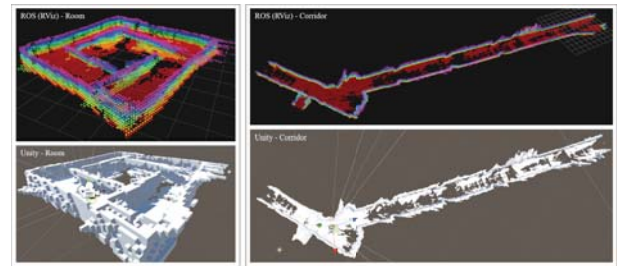 ROS (RViz) - Room
ROS (RViz) - Corridor
Unity - Room
Unity - Corridor